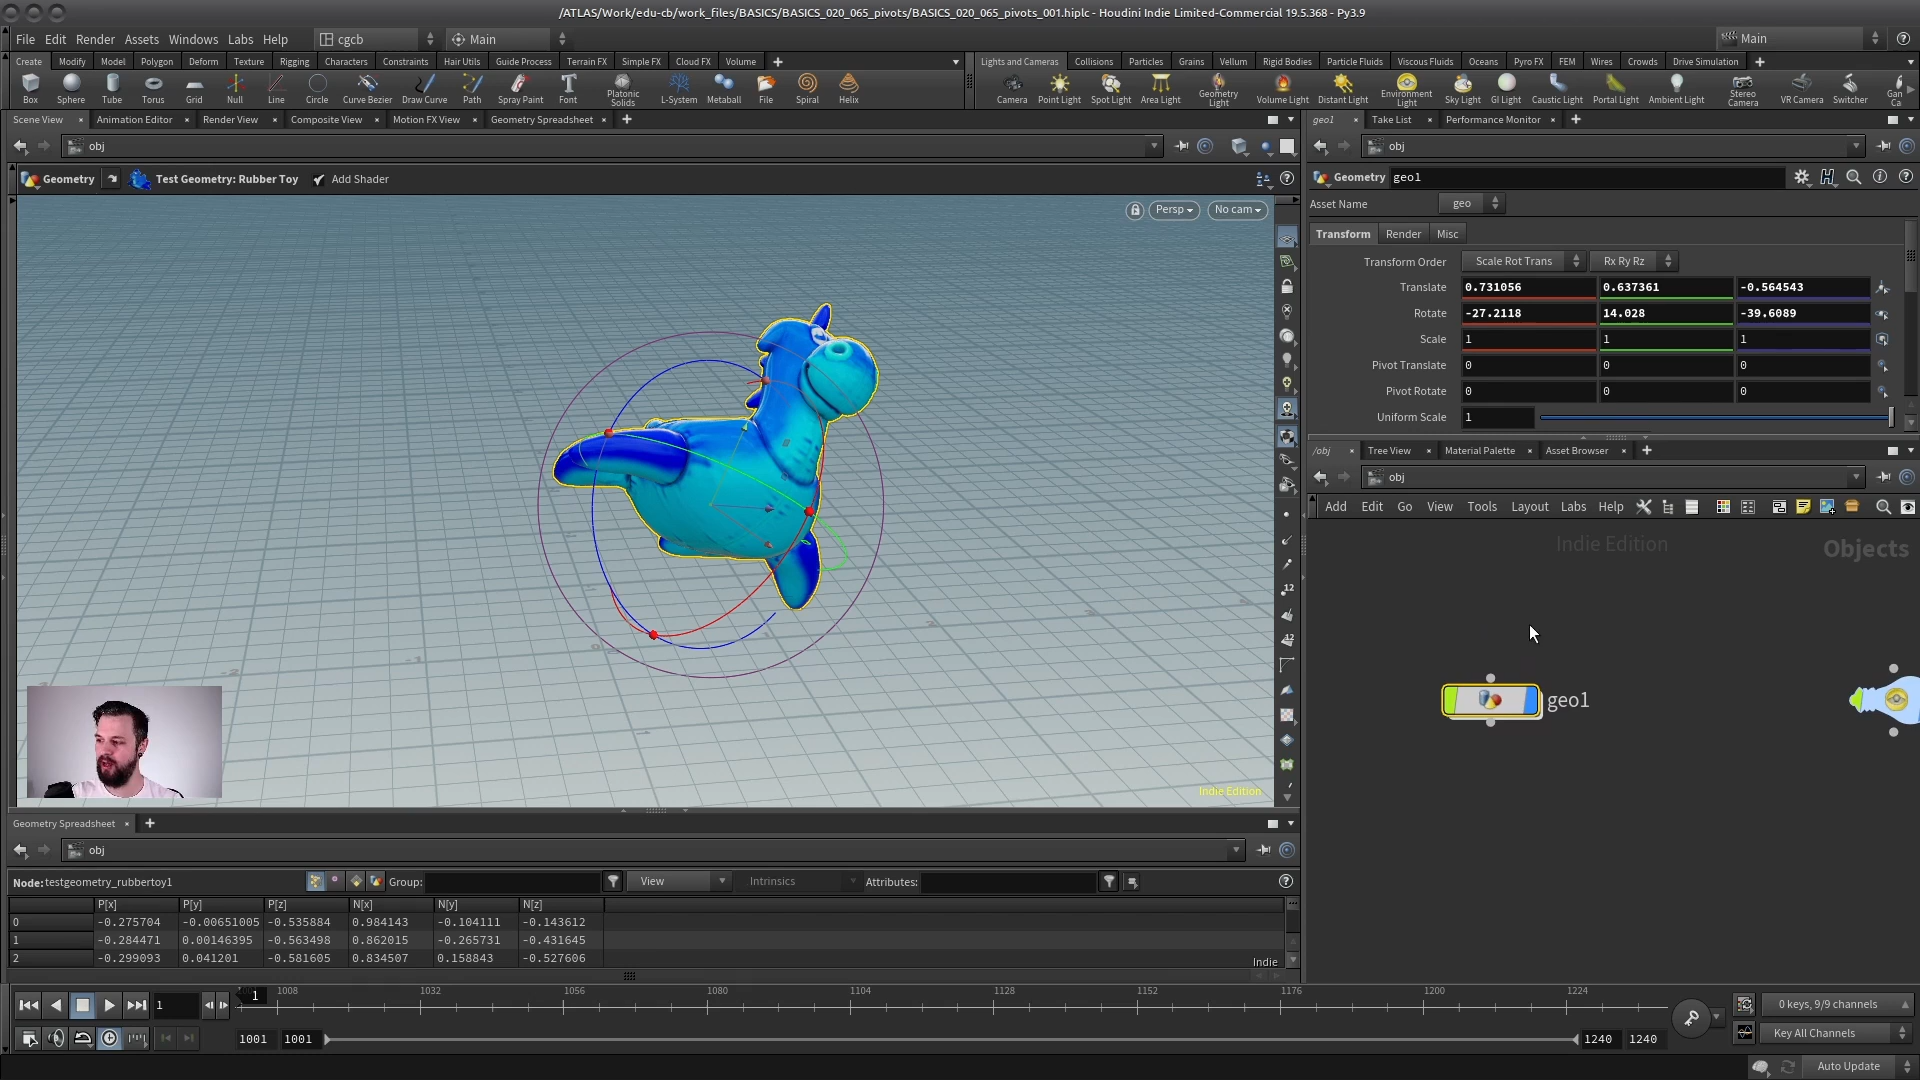 /ATLAS/Work/edu-cb/work_files/BASICS/BASICS_020_065_pivots/BASICS_020_065_pivots_001.hiplc - Houdini Indie Limited-Commercial 19.5.368 - Py3.9
File Edit Render Assets Windows Labs Help cgcb Main Main
Create Modify Model Polygon Deform Texture Rigging Characters Constraints Hair Utils Guide Process Terrain FX Simple FX Cloud FX Volume
Lights and Cameras Collisions Particles Grains Vellum Rigid Bodies Particle Fluids Viscous Fluids Oceans Pyro FX FEM Wires Crowds Drive Simulation
Box Sphere Tube Torus Grid Null Line Circle Curve Bezier Draw Curve Path Spray Paint Font Platonic Solids L-System Metaball File Spiral Helix
Camera Point Light Spot Light Area Light Geometry Light Volume Light Distant Light Environment Light Sky Light GI Light Caustic Light Portal Light Ambient Light Stereo Camera VR Camera Switcher Gan Ca
Scene View Animation Editor Render View Composite View Motion FX View Geometry Spreadsheet
obj
Geometry Test Geometry: Rubber Toy Add Shader
Persp No cam
Indie Edition
geo1 Take List Performance Monitor
obj
Geometry geo1
Asset Name geo
Transform Render Misc
Transform Order Scale Rot Trans Rx Ry Rz
Translate 0.731056 0.637361 -0.564543
Rotate -27.2118 14.028 -39.6089
Scale 1 1 1
Pivot Translate 0 0 0
Pivot Rotate 0 0 0
Uniform Scale 1
/obj Tree View Material Palette Asset Browser
obj
Add Edit Go View Tools Layout Labs Help
Indie Edition Objects
geo1
Geometry Spreadsheet
obj
Node: testgeometry_rubbertoy1 Group: View Intrinsics Attributes:
P[x] P[y] P[z] N[x] N[y] N[z]
0 -0.275704 -0.00651005 -0.535884 0.984143 -0.104111 -0.143612
1 -0.284471 0.00146395 -0.563498 0.862015 -0.265731 -0.431645
2 -0.299093 0.041201 -0.581605 0.834507 0.158843 -0.527606
Indie
1 1 1008 1032 1056 1080 1104 1128 1152 1176 1200 1224
0 keys, 9/9 channels
1001 1001 1240 1240 Key All Channels
Auto Update